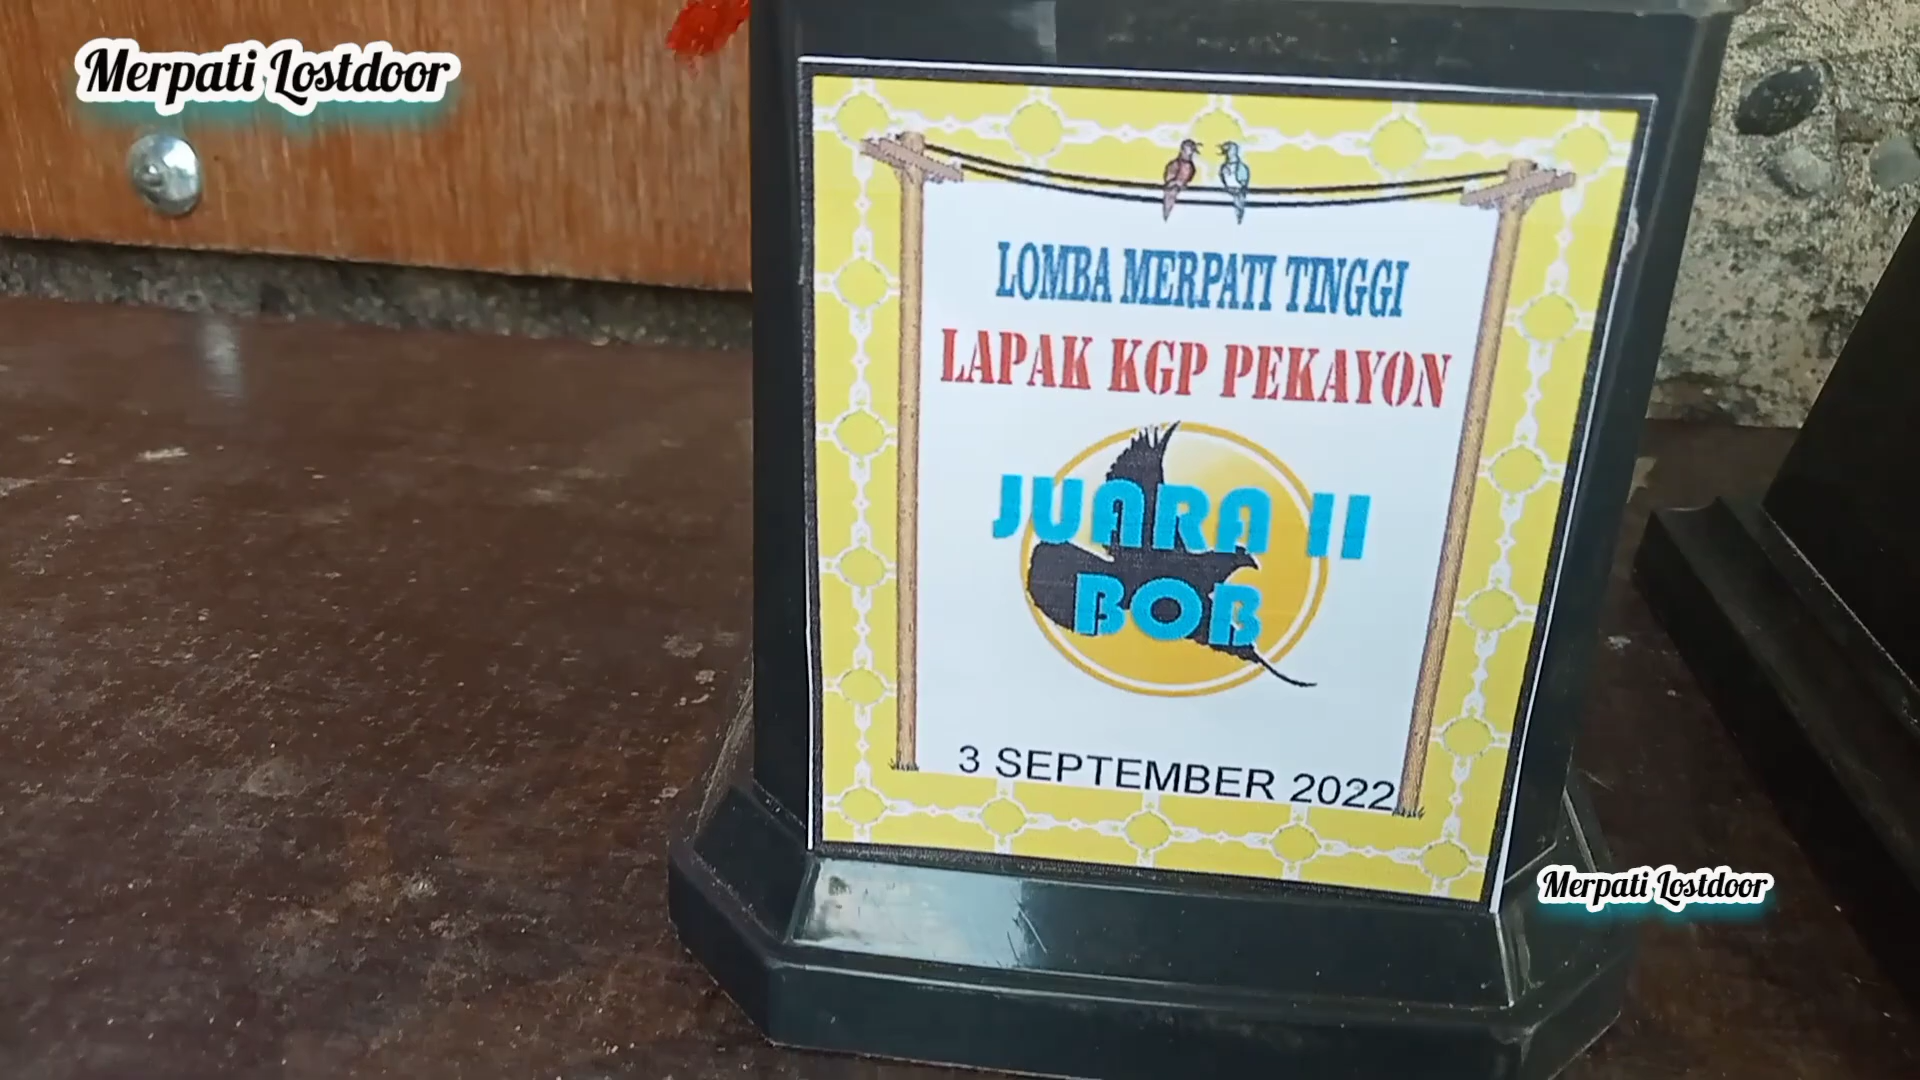 Merpati Lostdoor
LOMBA MERPATI TINGGI
LAPAK KGP PEKAYON
JUARA II
BOB
3 SEPTEMBER 2022
Merpati Lostdoor